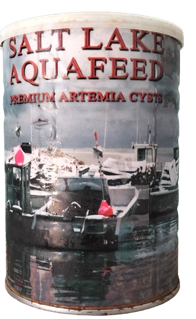 SALT LAKE
AQUAFEED
PREMIUM ARTEMIA CYSTS